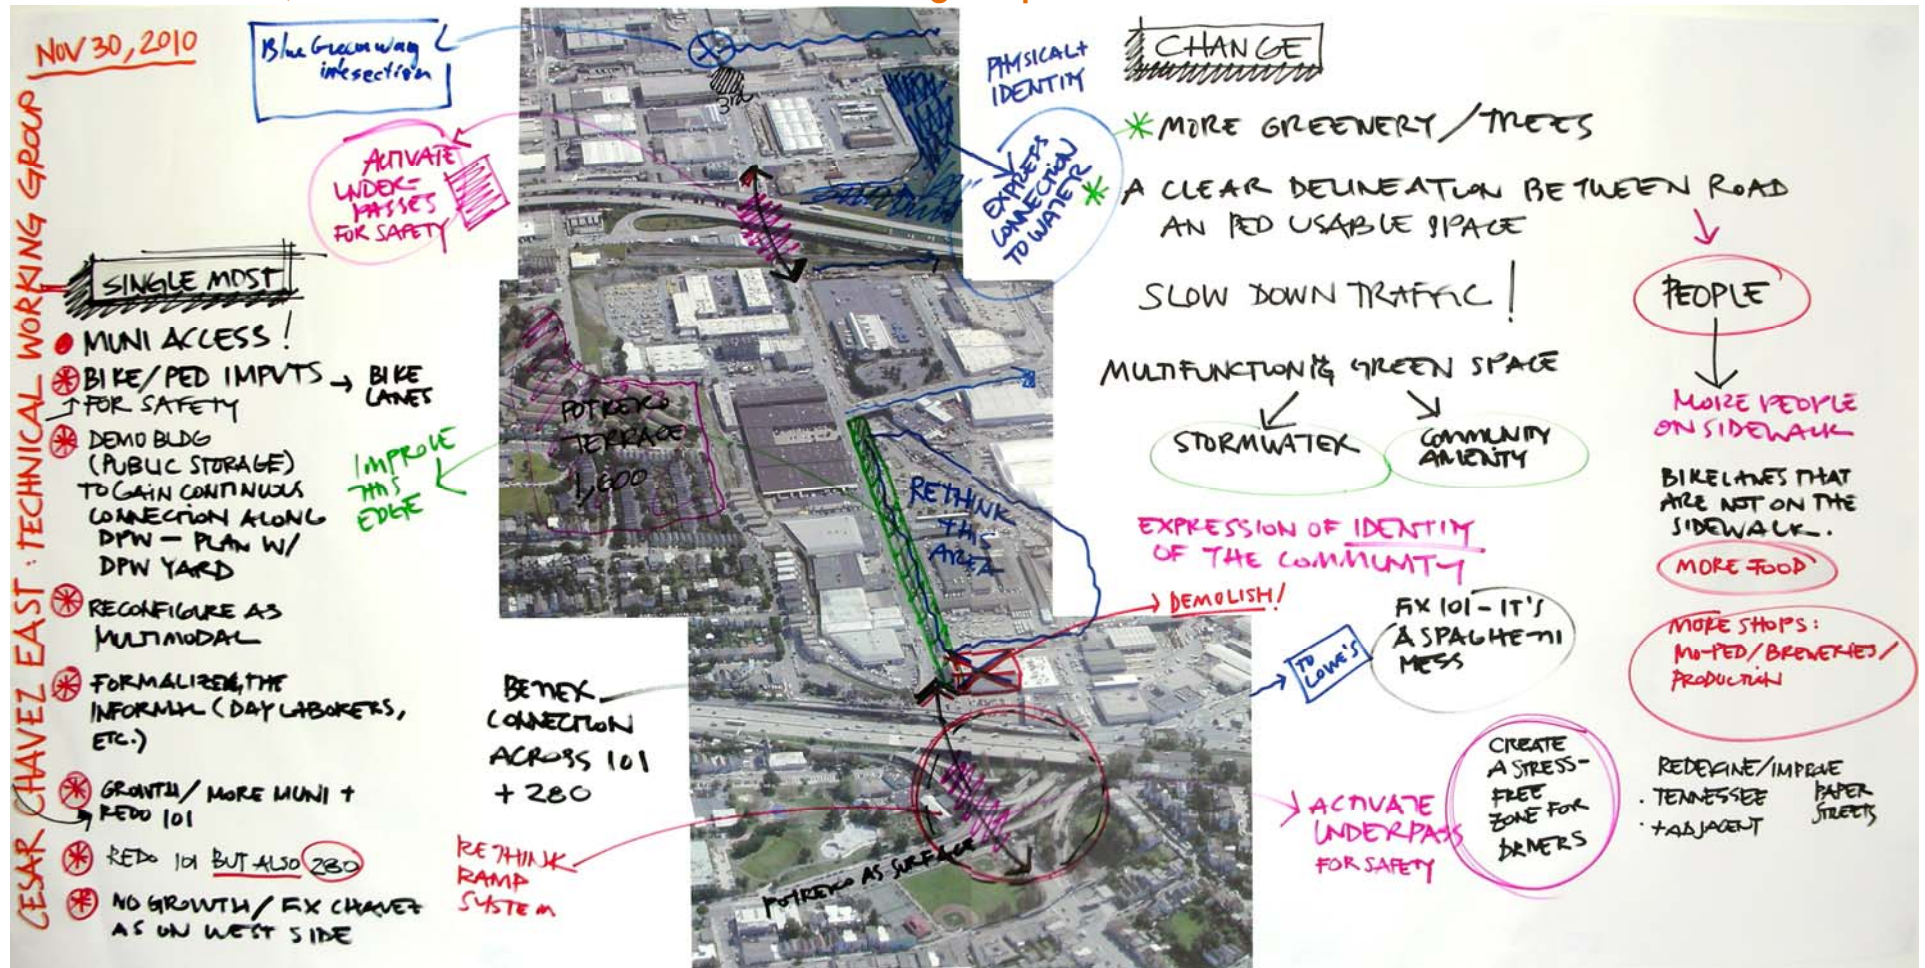 NOV 30, 2010
CESAR CHAVEZ EAST : TECHNICAL WORKING GROUP
Blue Greenway
intesection
ACTIVATE
UNDER-
PASSES
FOR SAFETY
SINGLE MOST
MUNI ACCESS!
BIKE/PED IMPUTS → BIKE
LANES
FOR SAFETY
DEMO BLDG
(PUBLIC STORAGE)
TO GAIN CONTINUOUS
CONNECTION ALONG
DPW - PLAN W/
DPW YARD
RECONFIGURE AS
MULTIMODAL
FORMALIZE THE
INFORMAL (DAY LABORERS,
ETC.)
GROWTH/ MORE MUNI +
REDO 101
REDO 101 BUT ALSO 280
NO GROWTH/ FIX CHAVEZ
AS ON WEST SIDE
IMPROVE
THIS
EDGE
BETTER
CONNECTION
ACROSS 101
+ 280
RETHINK
RAMP
SYSTEM
3rd
POTRERO
TERRACE
RETHINK
THIS
AREA
POTRERO AS SURFACE
PHYSICAL+
IDENTITY
EXPRESS
CONNECTION
TO WATER
CHANGE
* MORE GREENERY / TREES
* A CLEAR DELINEATION BETWEEN ROAD
AN PED USABLE SPACE
SLOW DOWN TRAFFIC!
MULTIFUNCTION'G GREEN SPACE
STORMWATER
COMMUNITY
AMENITY
EXPRESSION OF IDENTITY
OF THE COMMUNITY
→ DEMOLISH!
TO
LOWE'S
FIX 101 - IT'S
A SPAGHETTI
MESS
ACTIVATE
UNDERPASS
FOR SAFETY
CREATE
A STRESS-
FREE
ZONE FOR
DRIVERS
PEOPLE
MORE PEOPLE
ON SIDEWALK
BIKELANES THAT
ARE NOT ON THE
SIDEWALK.
MORE FOOD
MORE SHOPS:
MO-PED/BREWERIES/
PRODUCTION
REDEFINE/IMPROVE
· TENNESSEE PAPER
· +ADJACENT STREETS